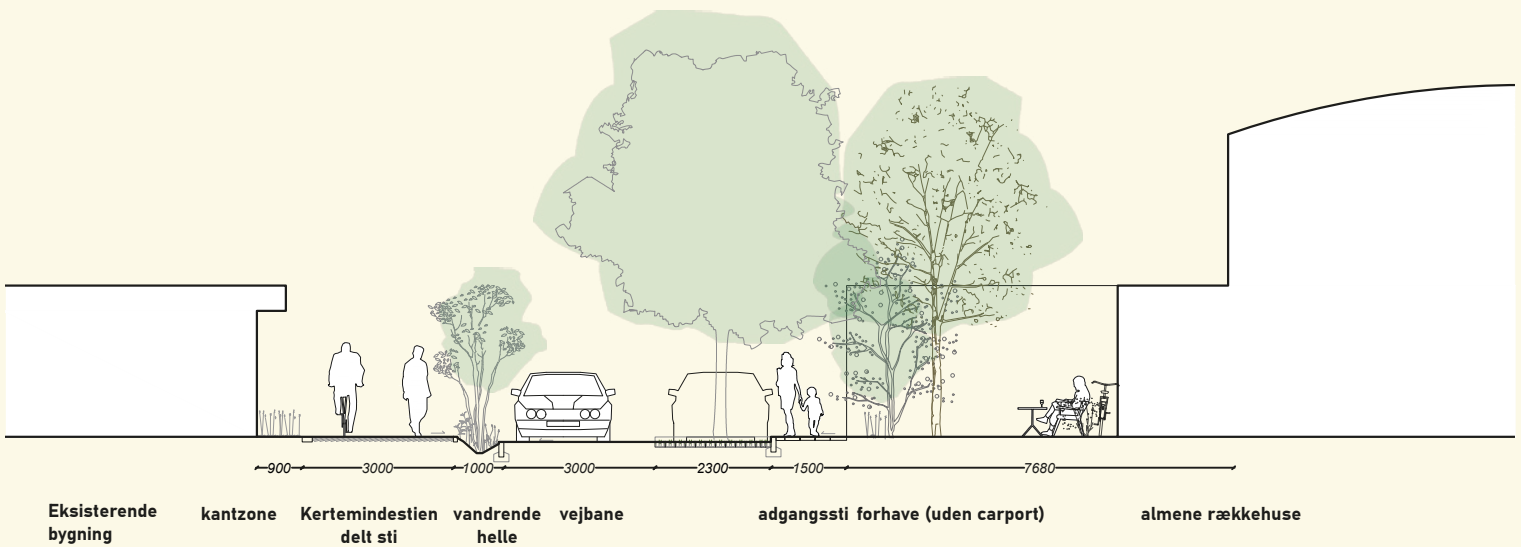 900 3000 1000 3000 2300 1500 7680
Eksisterende
bygning
kantzone
Kertemindestien
delt sti
vandrende
helle
vejbane
adgangssti
forhave (uden carport)
almene rækkehuse